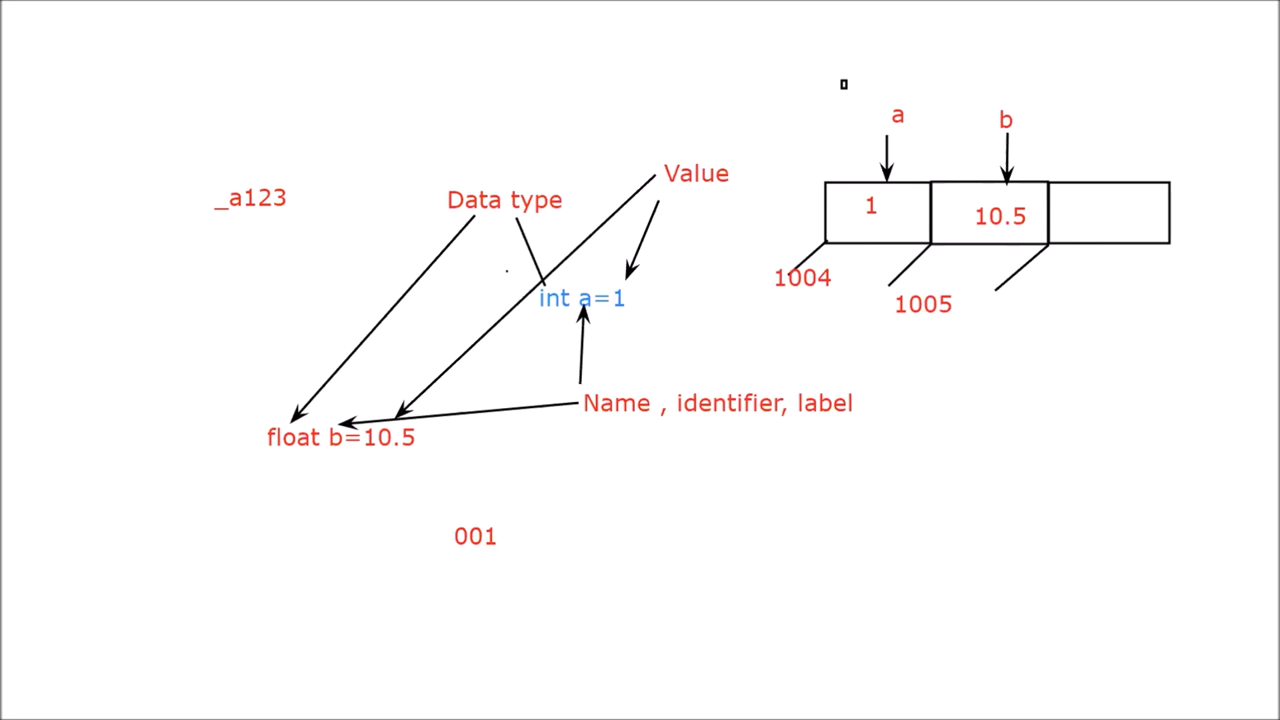 a
b
Value
_a123
Data type
1
10.5
1004
int a=1
1005
Name , identifier, label
float b=10.5
001